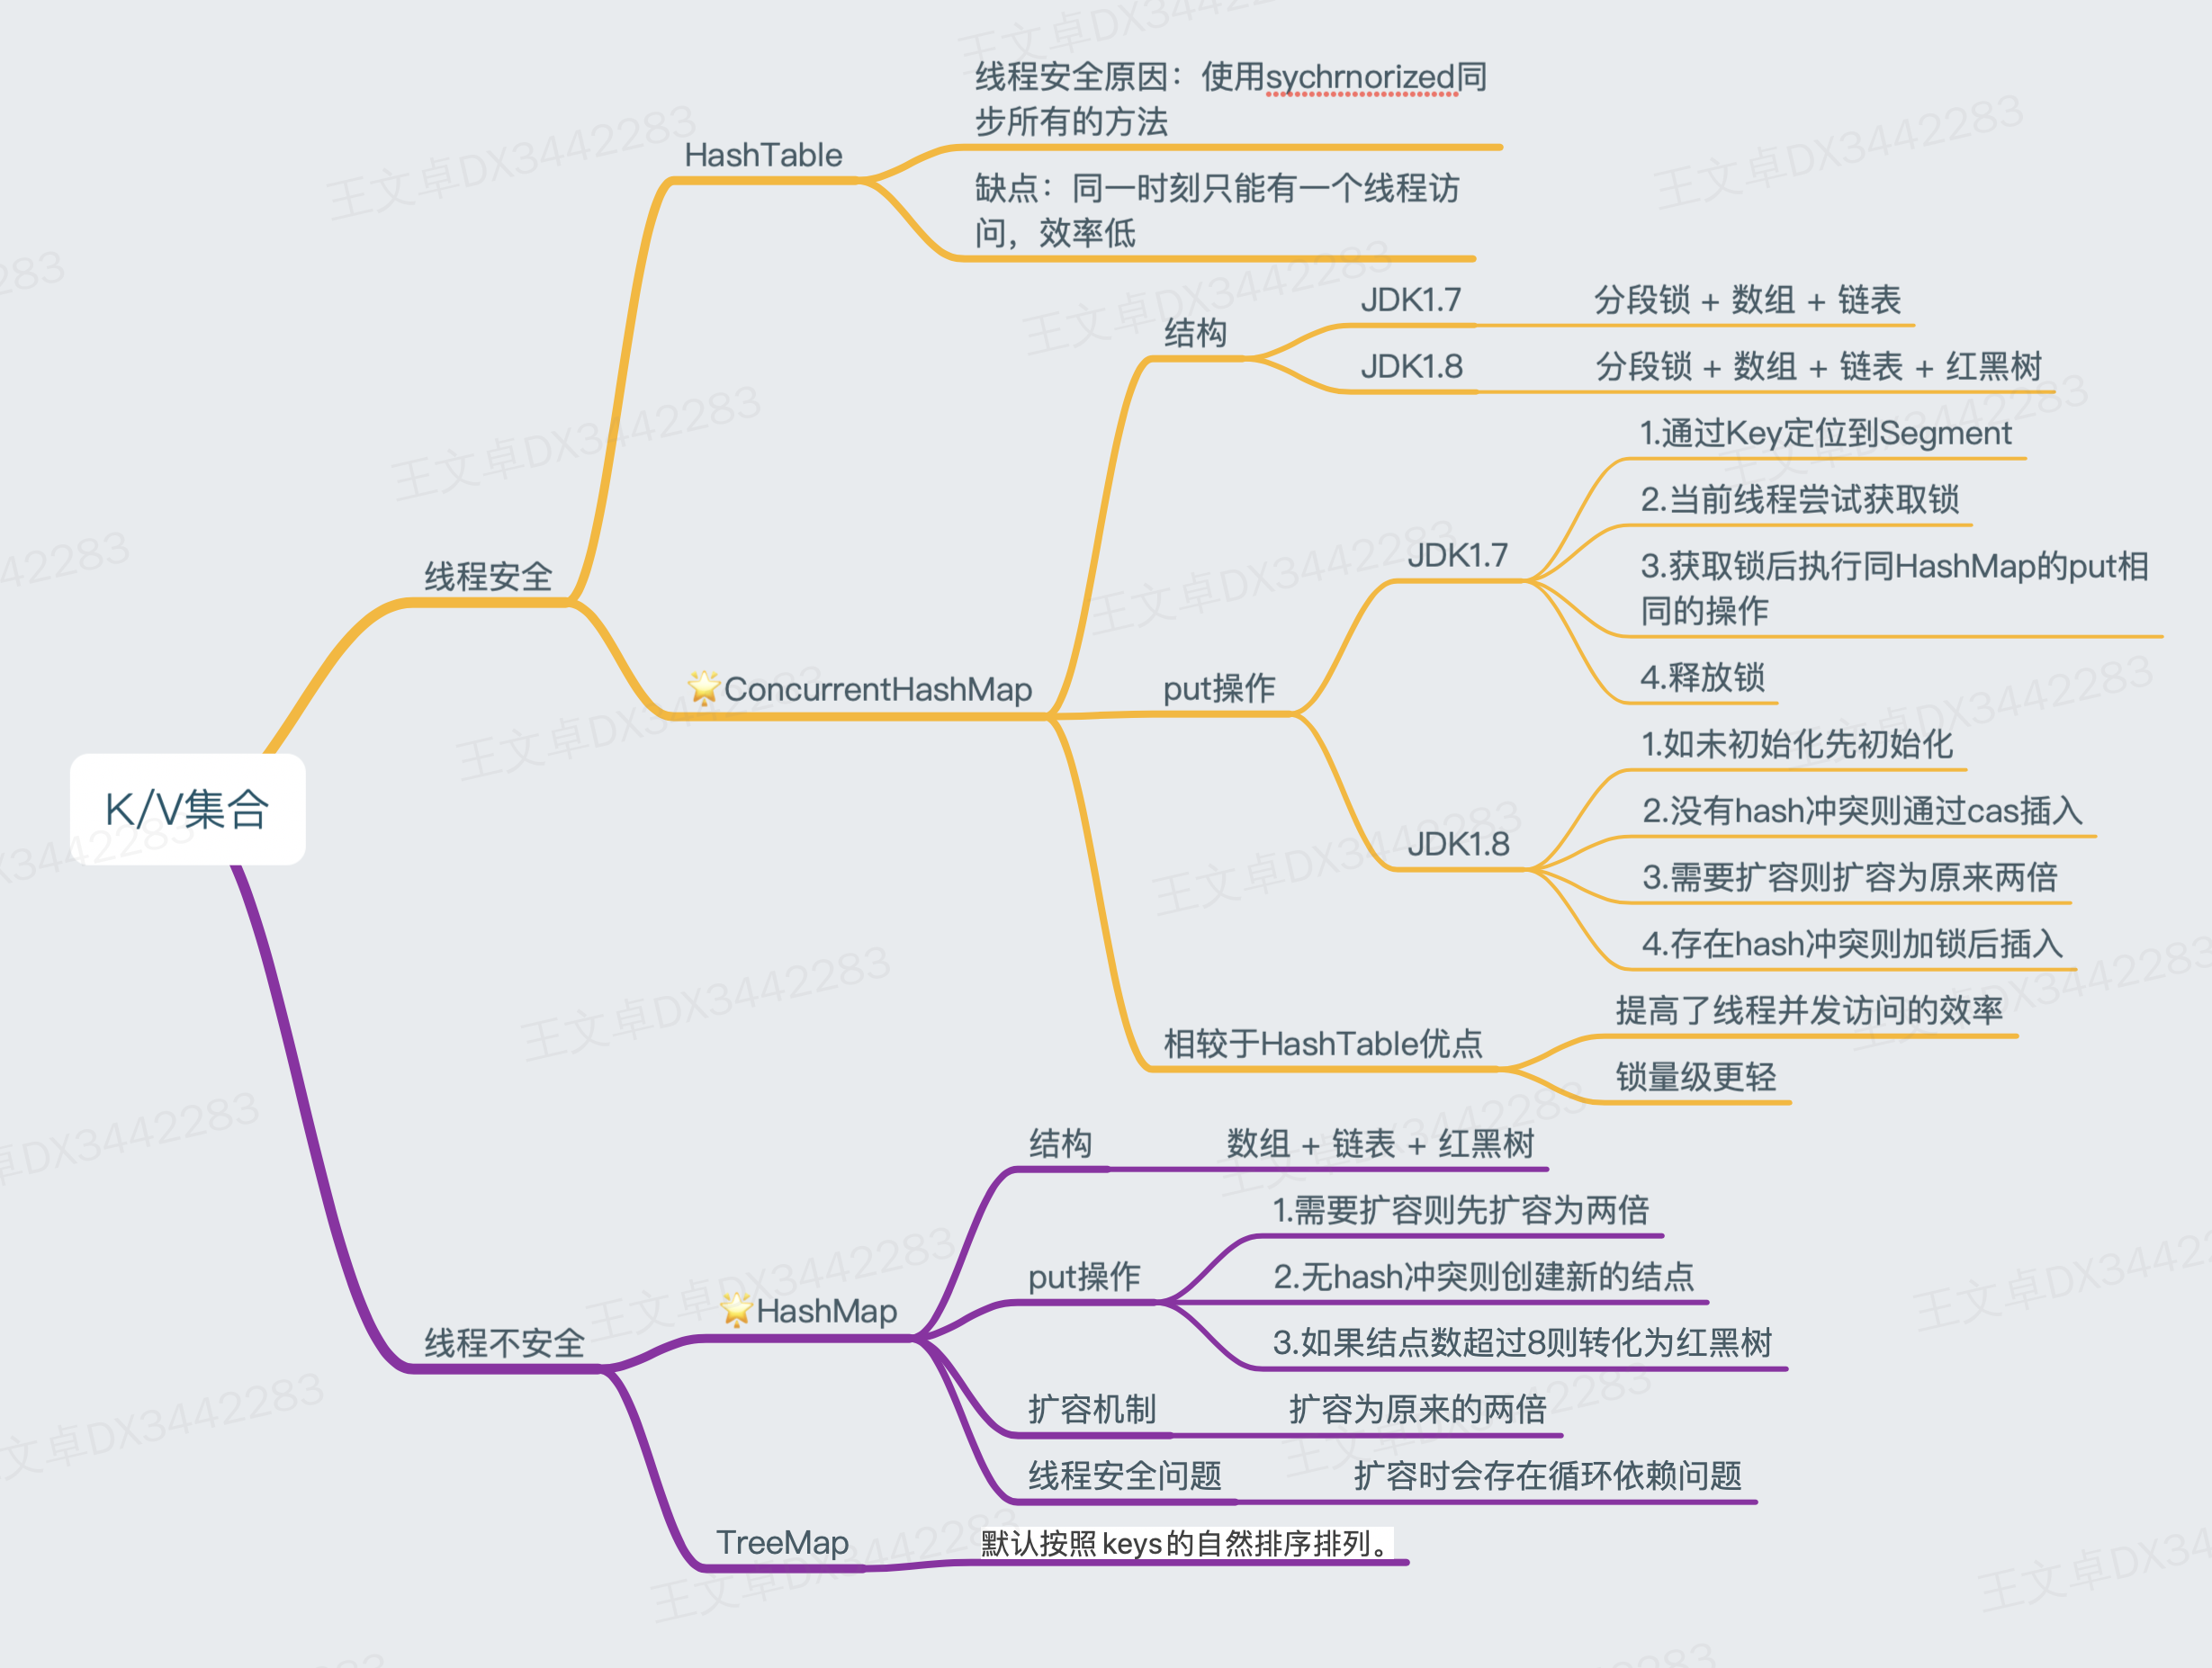 K/V集合
线程安全
HashTable
线程安全原因：使用sychrnorized同
步所有的方法
缺点：同一时刻只能有一个线程访
问，效率低
🌟ConcurrentHashMap
结构
JDK1.7
分段锁 + 数组 + 链表
JDK1.8
分段锁 + 数组 + 链表 + 红黑树
put操作
JDK1.7
1.通过Key定位到Segment
2.当前线程尝试获取锁
3.获取锁后执行同HashMap的put相
同的操作
4.释放锁
JDK1.8
1.如未初始化先初始化
2.没有hash冲突则通过cas插入
3.需要扩容则扩容为原来两倍
4.存在hash冲突则加锁后插入
相较于HashTable优点
提高了线程并发访问的效率
锁量级更轻
线程不安全
🌟HashMap
结构
数组 + 链表 + 红黑树
put操作
1.需要扩容则先扩容为两倍
2.无hash冲突则创建新的结点
3.如果结点数超过8则转化为红黑树
扩容机制
扩容为原来的两倍
线程安全问题
扩容时会存在循环依赖问题
TreeMap
默认按照keys的自然排序排列。
王文卓DX3442283